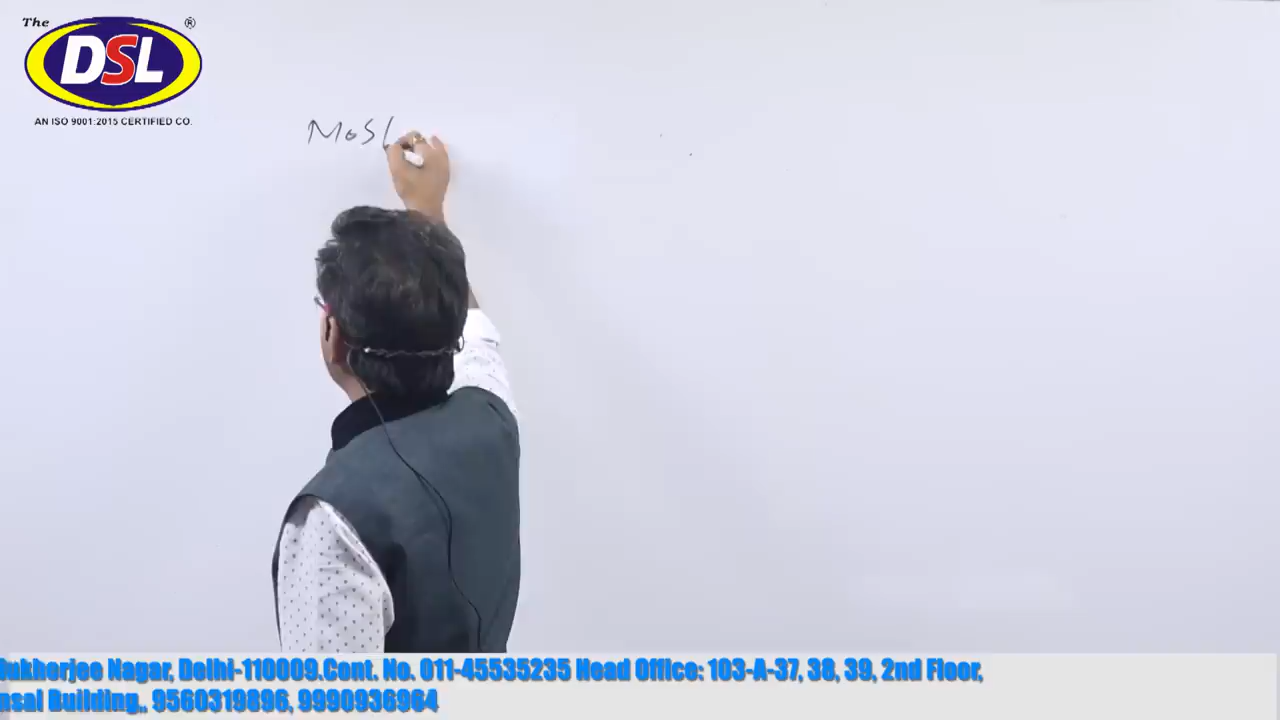 The ®
DSL
AN ISO 9001:2015 CERTIFIED CO.
ukherjee Nagar, Delhi-110009.Cont. No. 011-45535235 Head Office: 103-A-37, 38, 39, 2nd Floor,
nsal Building,, 9560319896, 9990936964